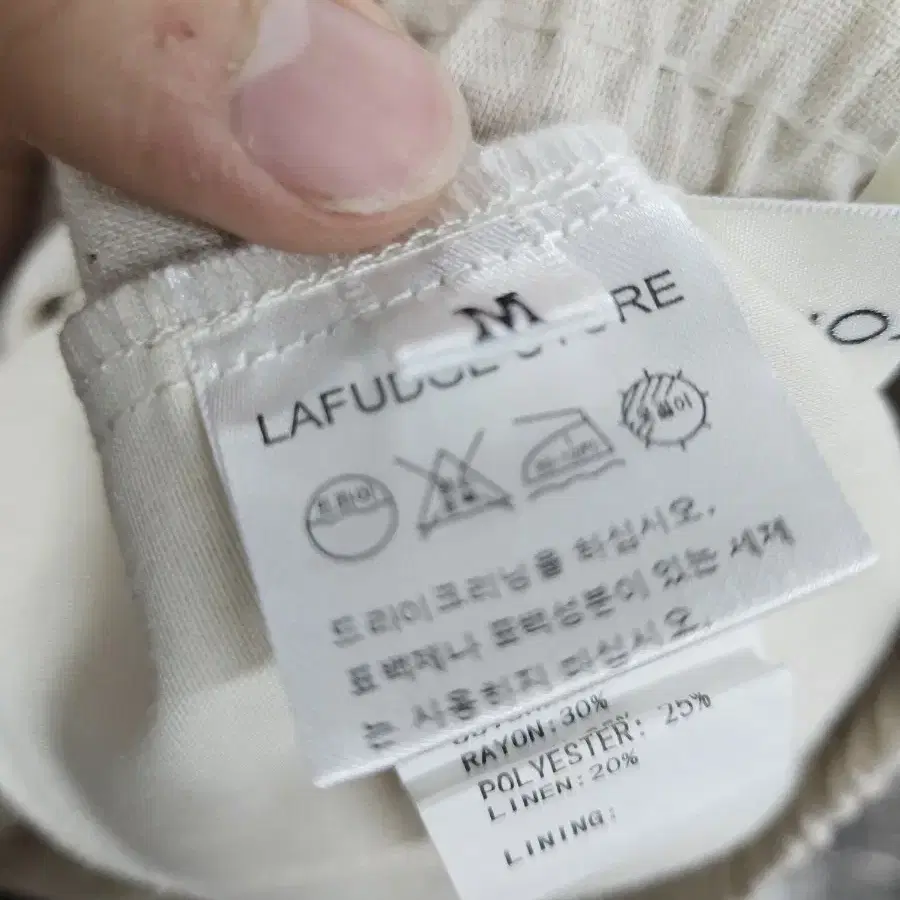 M
LAFUDGE STORE
드라이
드라이크리닝을 하십시오.
표백제나 표백성분이 있는 세제
는 사용하지 마십시오.
RAYON:30%
POLYESTER: 25%
LINEN:20%
LINING: